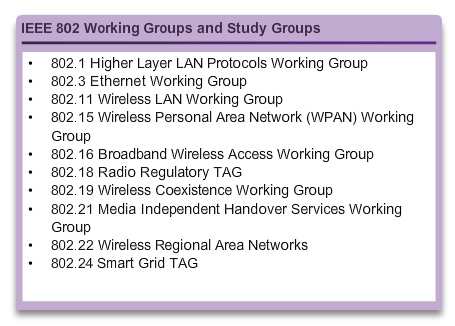 IEEE 802 Working Groups and Study Groups
• 802.1 Higher Layer LAN Protocols Working Group
• 802.3 Ethernet Working Group
• 802.11 Wireless LAN Working Group
• 802.15 Wireless Personal Area Network (WPAN) Working
Group
• 802.16 Broadband Wireless Access Working Group
• 802.18 Radio Regulatory TAG
• 802.19 Wireless Coexistence Working Group
• 802.21 Media Independent Handover Services Working
Group
• 802.22 Wireless Regional Area Networks
• 802.24 Smart Grid TAG